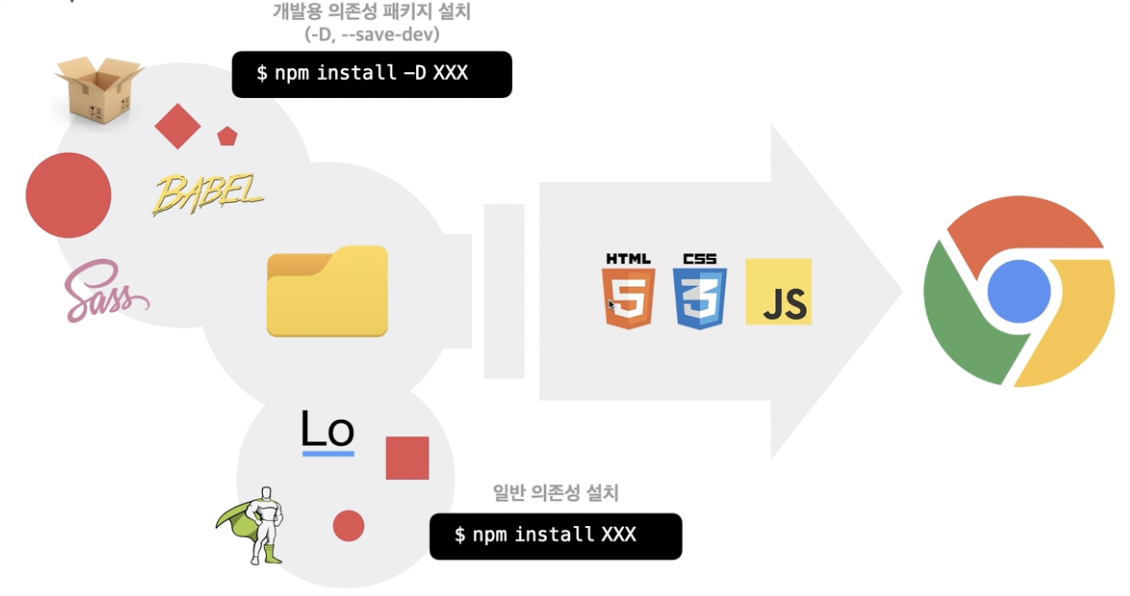 개발용 의존성 패키지 설치
(-D, --save-dev)
$ npm install -D XXX
BABEL
Sass
HTML
5
CSS
3
JS
Lo
일반 의존성 설치
$ npm install XXX